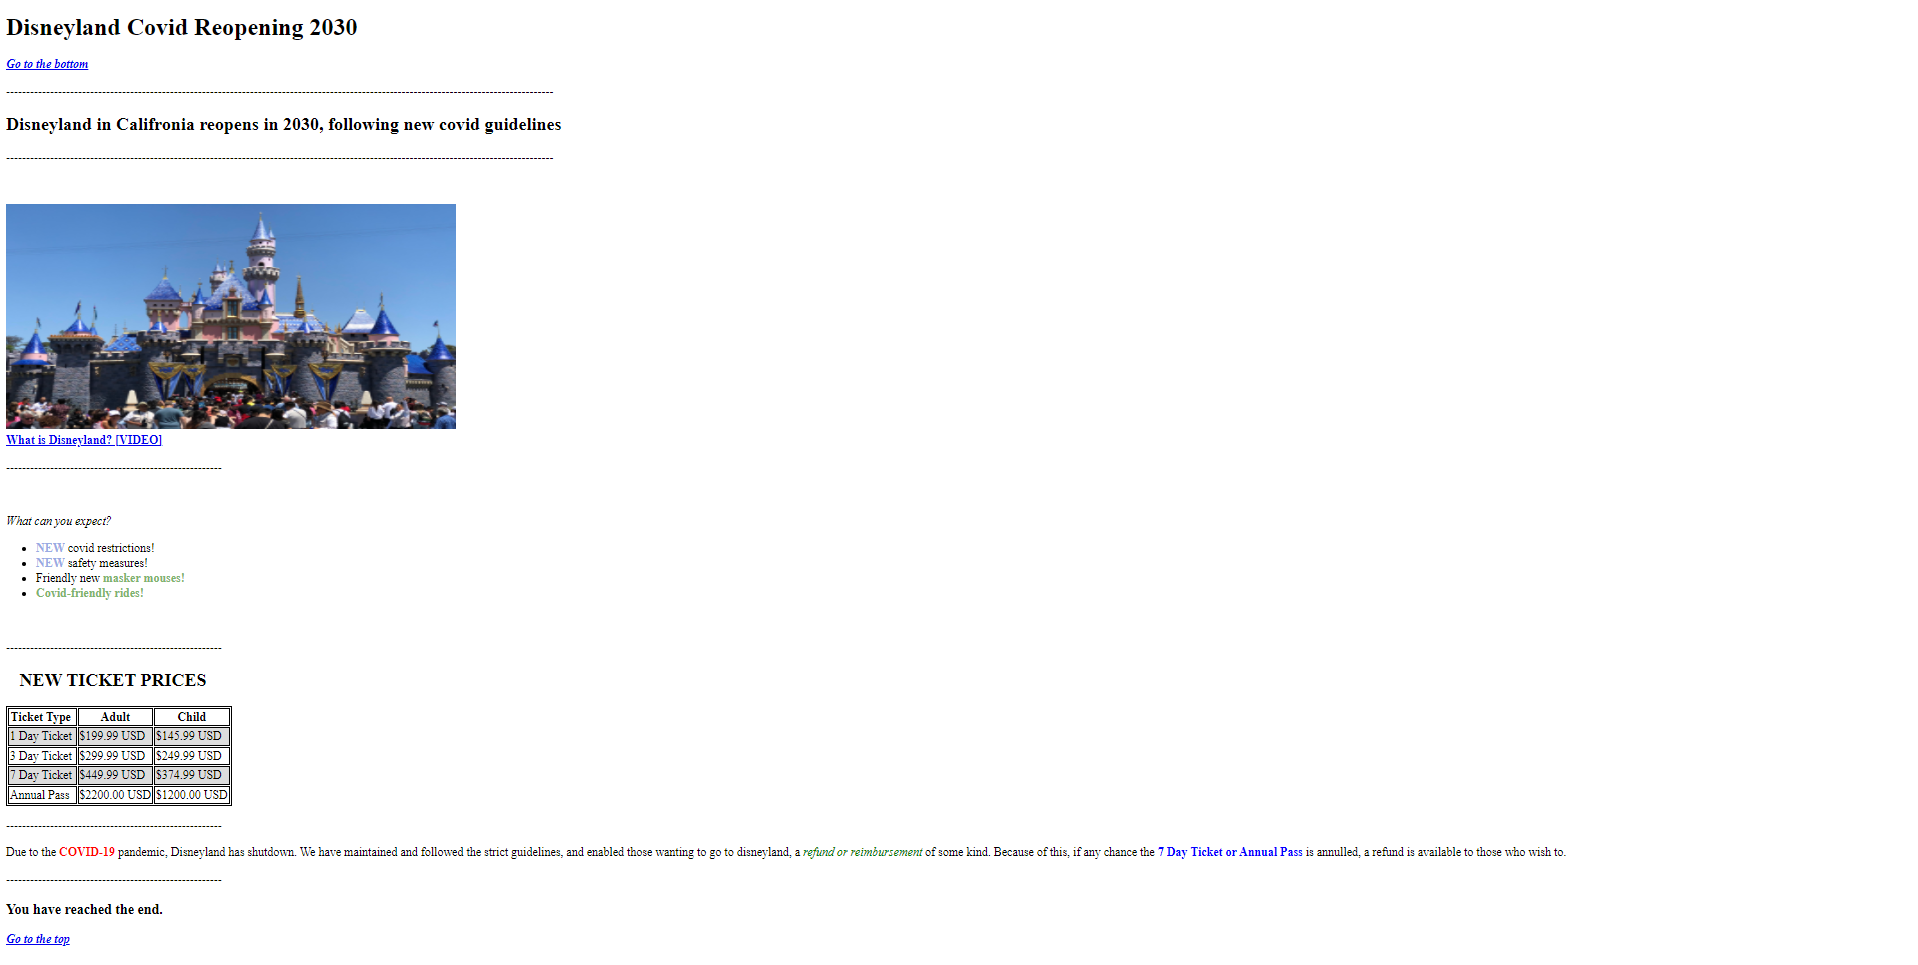 Disneyland Covid Reopening 2030
Go to the bottom
-----------------------------------------------------------------------------------------------------------------------------------------
Disneyland in Califronia reopens in 2030, following new covid guidelines
-----------------------------------------------------------------------------------------------------------------------------------------
What is Disneyland? [VIDEO]
------------------------------------------------------
What can you expect?
• NEW covid restrictions!
• NEW safety measures!
• Friendly new masker mouses!
• Covid-friendly rides!
------------------------------------------------------
NEW TICKET PRICES
Ticket Type Adult Child
1 Day Ticket $199.99 USD $145.99 USD
3 Day Ticket $299.99 USD $249.99 USD
7 Day Ticket $449.99 USD $374.99 USD
Annual Pass $2200.00 USD $1200.00 USD
------------------------------------------------------
Due to the COVID-19 pandemic, Disneyland has shutdown. We have maintained and followed the strict guidelines, and enabled those wanting to go to disneyland, a refund or reimbursement of some kind. Because of this, if any chance the 7 Day Ticket or Annual Pass is annulled, a refund is available to those who wish to.
------------------------------------------------------
You have reached the end.
Go to the top